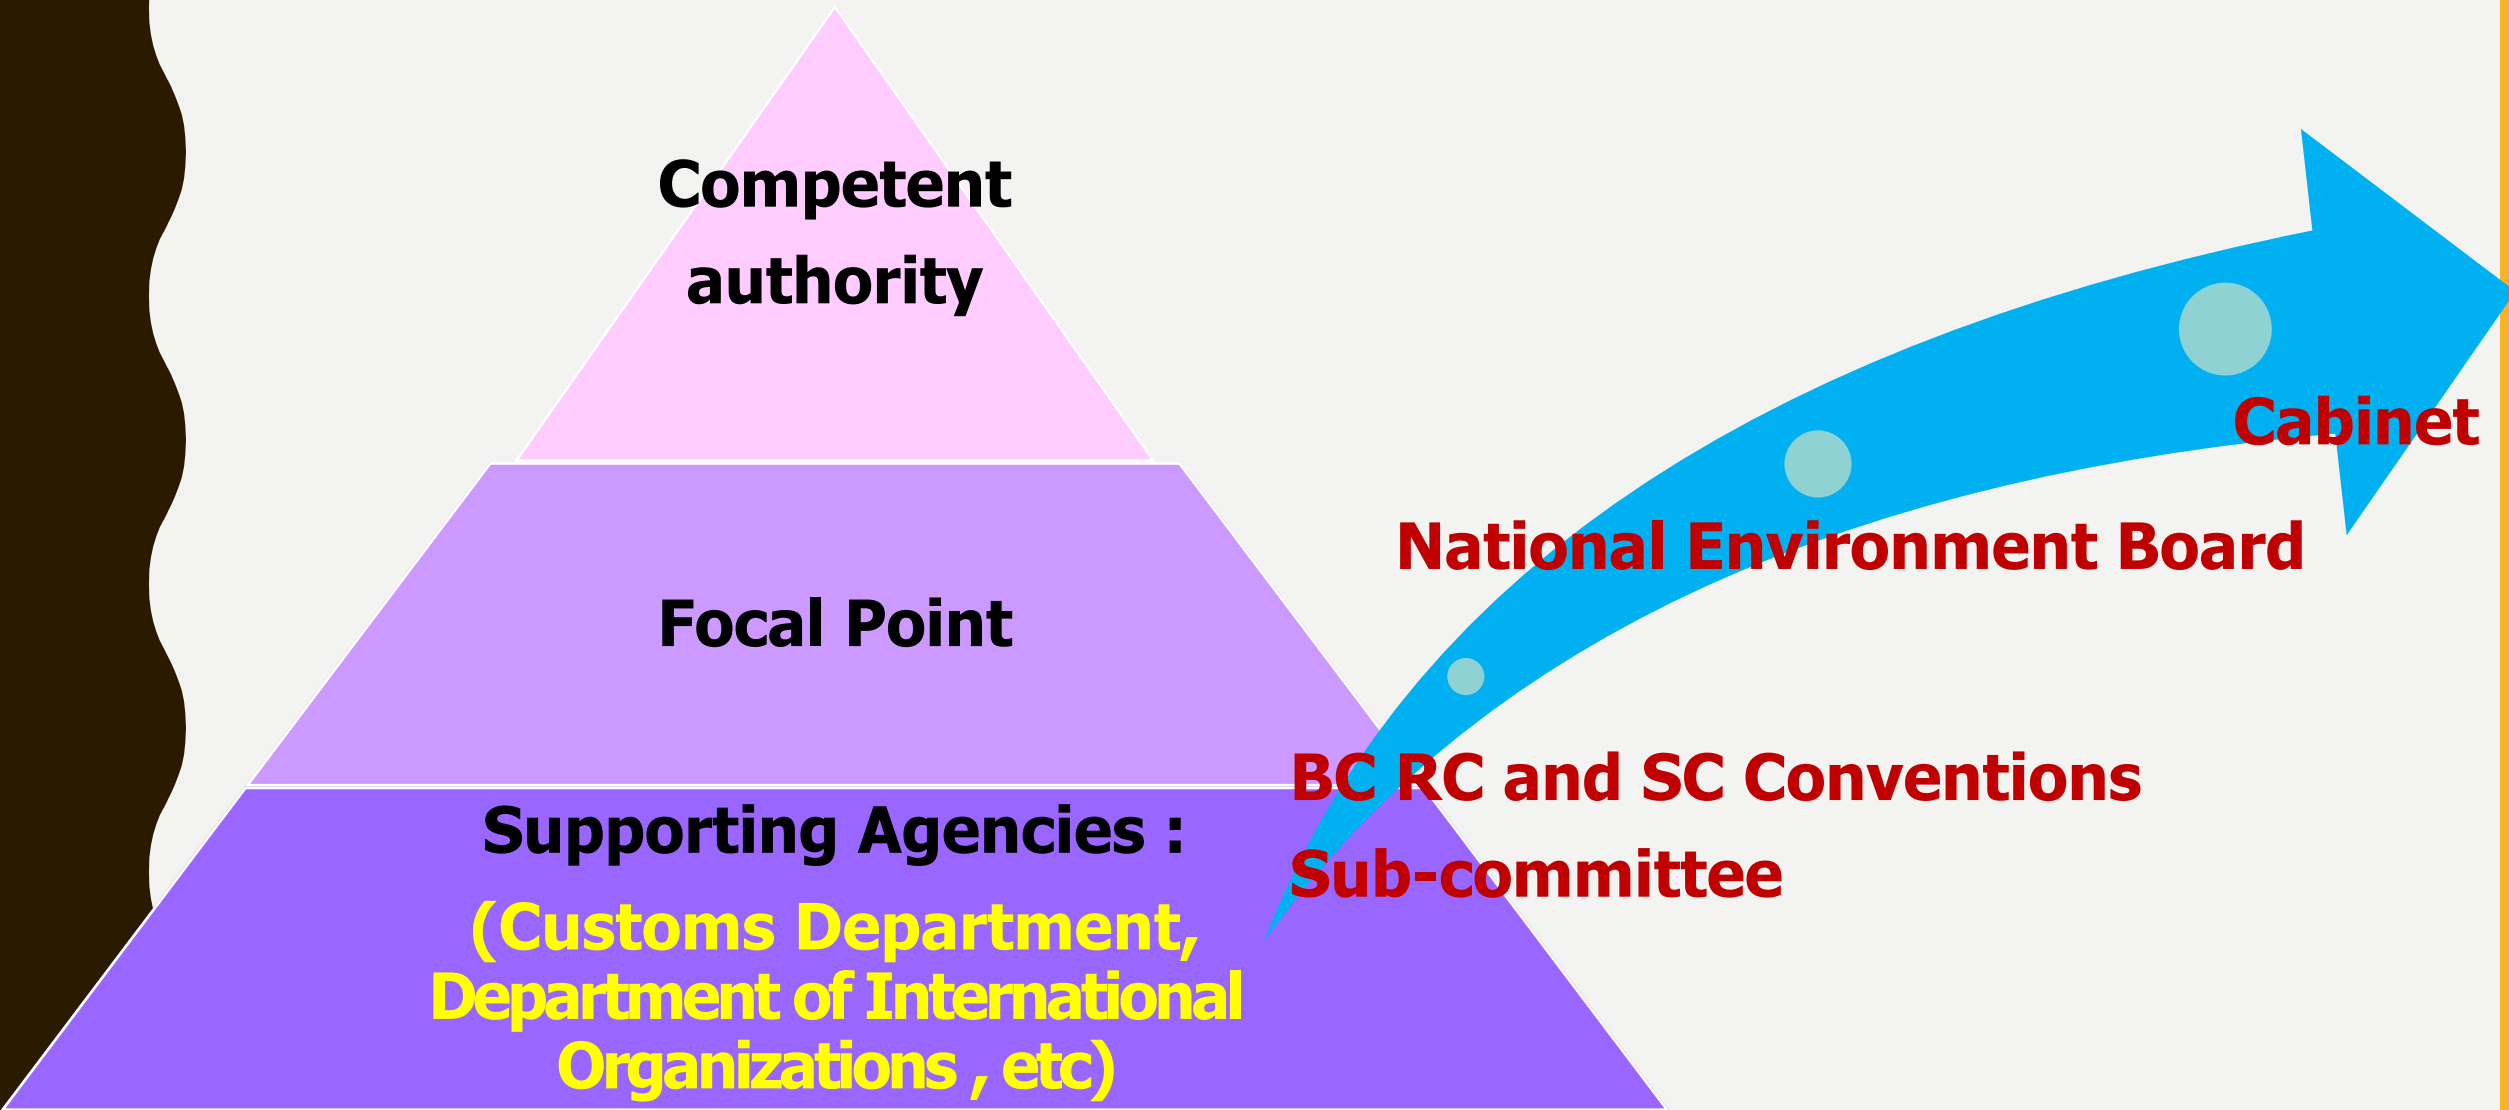 Competent
authority
Focal Point
Supporting Agencies :
(Customs Department,
Department of International
Organizations , etc)
Cabinet
National Environment Board
BC RC and SC Conventions
Sub-committee